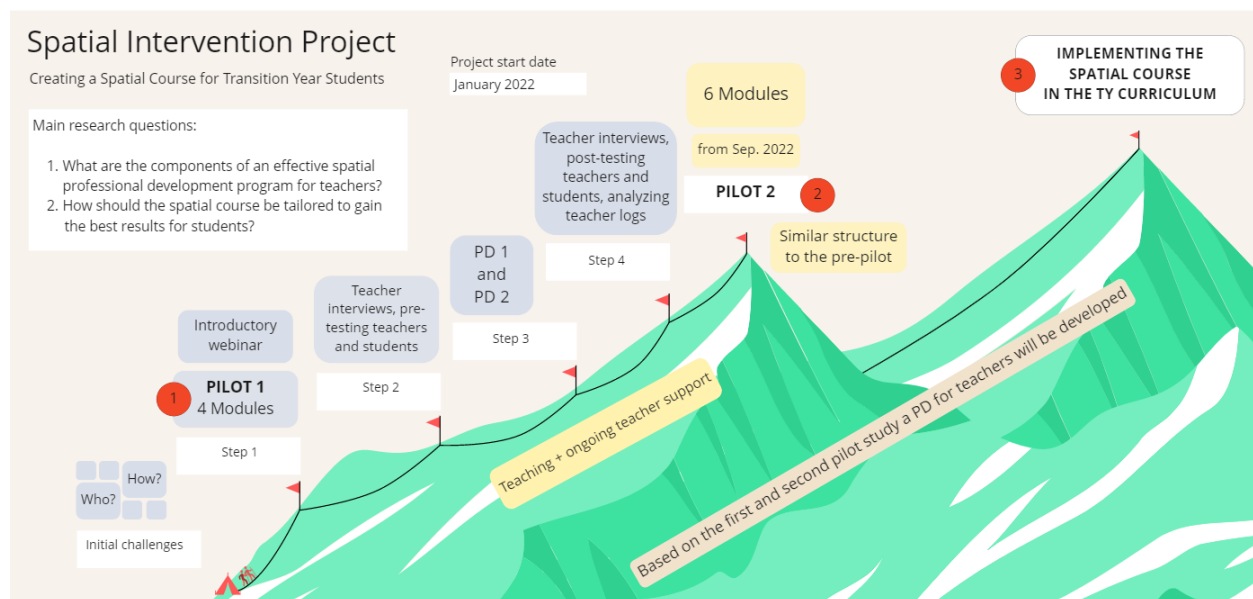 Spatial Intervention Project
Creating a Spatial Course for Transition Year Students
Project start date
January 2022
Main research questions:
1. What are the components of an effective spatial
professional development program for teachers?
2. How should the spatial course be tailored to gain
the best results for students?
Initial challenges
Who?
How?
1
PILOT 1
4 Modules
Introductory
webinar
Step 1
Teacher
interviews, pre-
testing teachers
and students
Step 2
PD 1
and
PD 2
Step 3
Teacher interviews,
post-testing
teachers and
students, analyzing
teacher logs
Step 4
6 Modules
from Sep. 2022
PILOT 2
2
Similar structure
to the pre-pilot
Teaching + ongoing teacher support
Based on the first and second pilot study a PD for teachers will be developed
3
IMPLEMENTING THE
SPATIAL COURSE
IN THE TY CURRICULUM